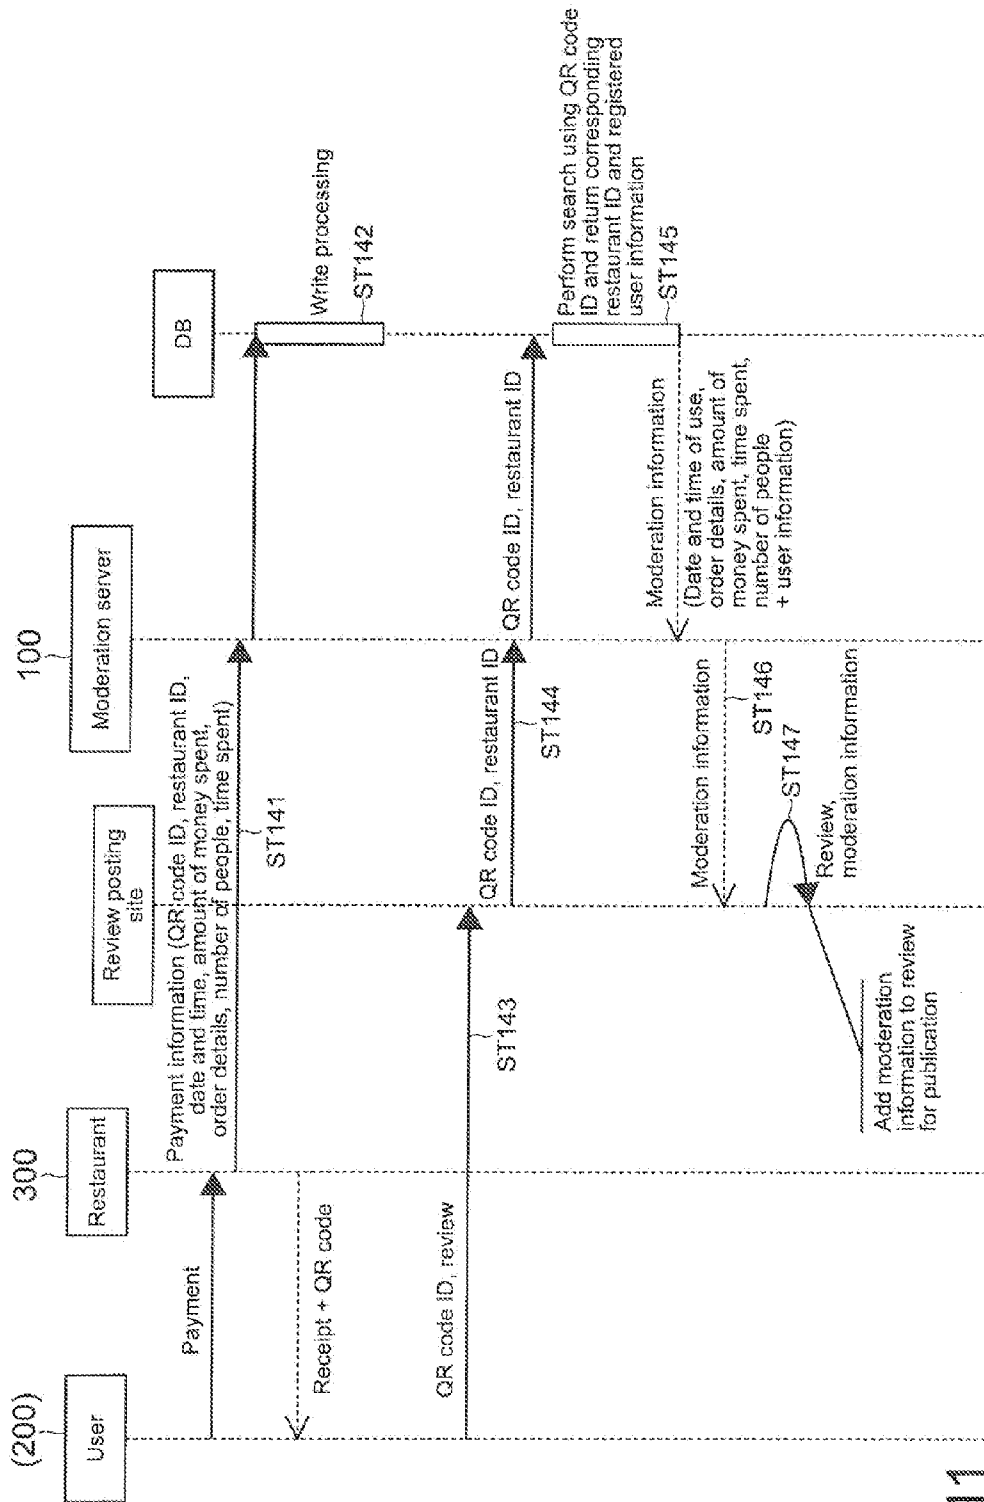 (200)
User
300
Restaurant
Review posting
site
100
Moderation server
DB
Payment
Payment information (QR code ID, restaurant ID,
date and time, amount of money spent,
order details, number of people, time spent)
ST141
Write processing
ST142
Receipt + QR code
QR code ID, review
ST143
QR code ID, restaurant ID
ST144
QR code ID, restaurant ID
Perform search using QR code
ID and return corresponding
restaurant ID and registered
user information
ST145
Moderation information
(Date and time of use,
order details, amount of
money spent, time spent,
number of people
+ user information)
Moderation information
ST146
ST147
Review,
moderation information
Add moderation
information to review
for publication